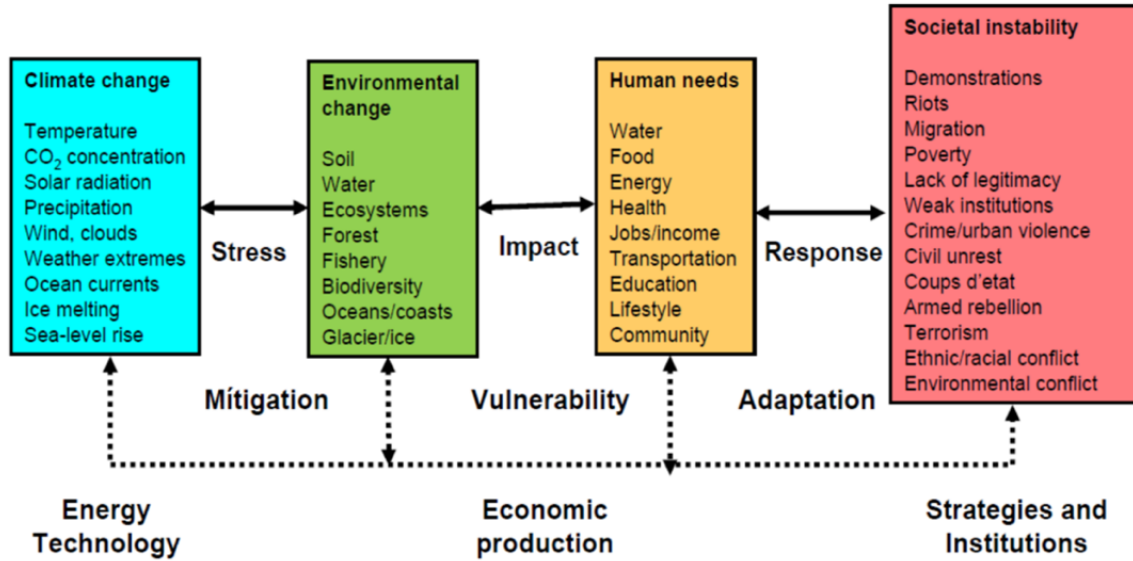 Climate change
Temperature
CO₂ concentration
Solar radiation
Precipitation
Wind, clouds
Weather extremes
Ocean currents
Ice melting
Sea-level rise
Stress
Environmental
change
Soil
Water
Ecosystems
Forest
Fishery
Biodiversity
Oceans/coasts
Glacier/ice
Impact
Human needs
Water
Food
Energy
Health
Jobs/income
Transportation
Education
Lifestyle
Community
Response
Societal instability
Demonstrations
Riots
Migration
Poverty
Lack of legitimacy
Weak institutions
Crime/urban violence
Civil unrest
Coups d'etat
Armed rebellion
Terrorism
Ethnic/racial conflict
Environmental conflict
Mítigation
Vulnerability
Adaptation
Energy
Technology
Economic
production
Strategies and
Institutions